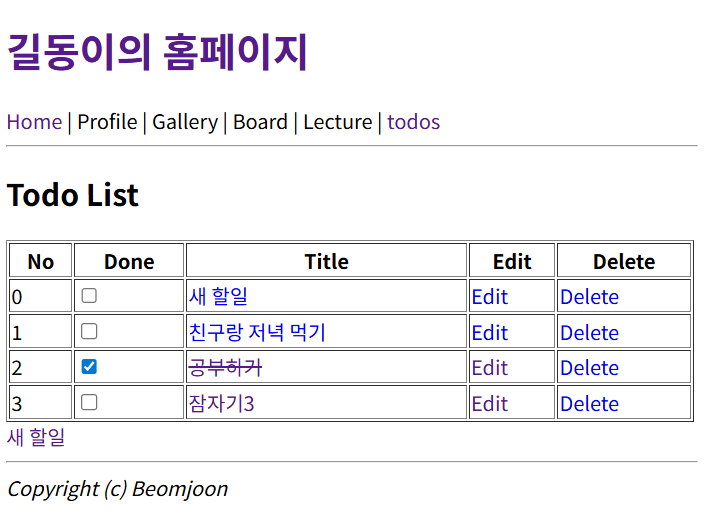 길동이의 홈페이지
Home | Profile | Gallery | Board | Lecture | todos
Todo List
No Done Title Edit Delete
0 새 할일 Edit Delete
1 친구랑 저녁 먹기 Edit Delete
2 공부하기 Edit Delete
3 잠자기3 Edit Delete
새 할일
Copyright (c) Beomjoon